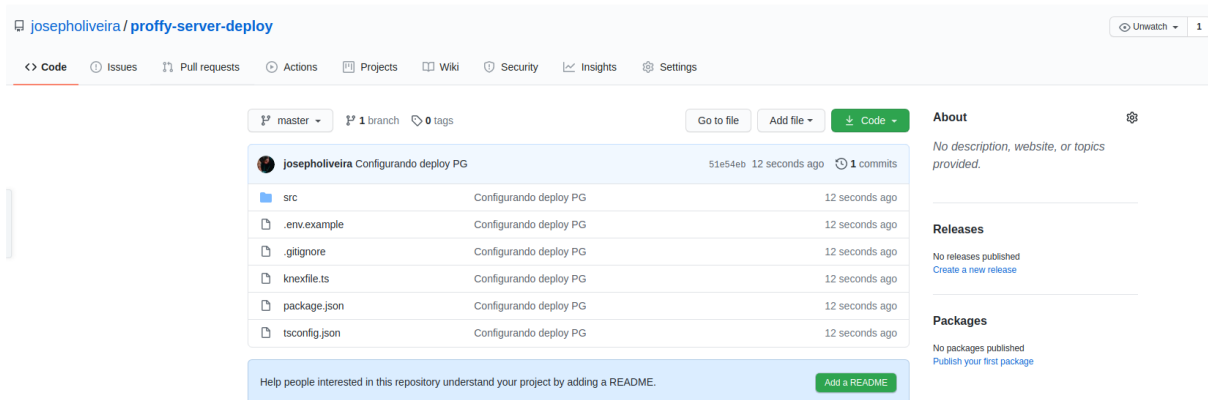 josepholiveira / proffy-server-deploy
Unwatch 1
Code Issues Pull requests Actions Projects Wiki Security Insights Settings
master 1 branch 0 tags Go to file Add file Code
josepholiveira Configurando deploy PG 51e54eb 12 seconds ago 1 commits
src Configurando deploy PG 12 seconds ago
.env.example Configurando deploy PG 12 seconds ago
.gitignore Configurando deploy PG 12 seconds ago
knexfile.ts Configurando deploy PG 12 seconds ago
package.json Configurando deploy PG 12 seconds ago
tsconfig.json Configurando deploy PG 12 seconds ago
Help people interested in this repository understand your project by adding a README. Add a README
About
No description, website, or topics
provided.
Releases
No releases published
Create a new release
Packages
No packages published
Publish your first package